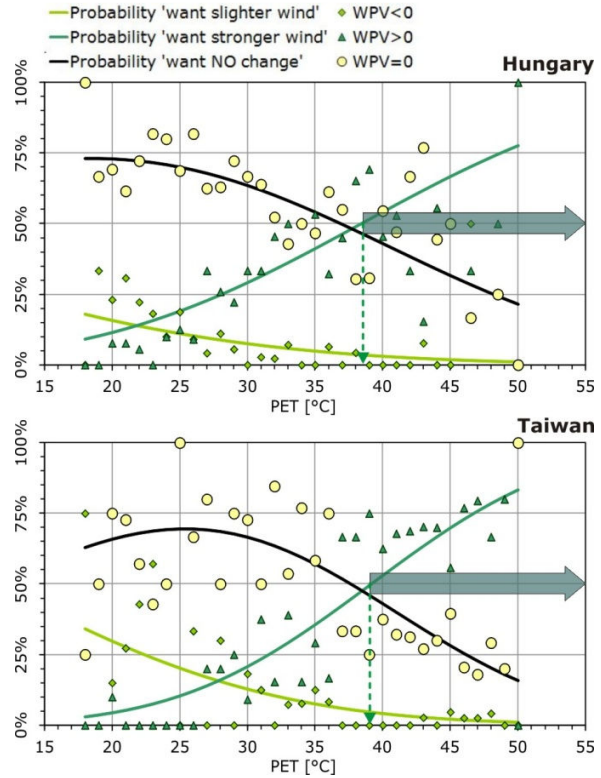 Probability 'want slighter wind' WPV<0
Probability 'want stronger wind' WPV>0
Probability 'want NO change' WPV=0
Hungary
100%
75%
50%
25%
0%
15 20 25 30 35 40 45 50 55
PET [°C]
Taiwan
100%
75%
50%
25%
0%
15 20 25 30 35 40 45 50 55
PET [°C]